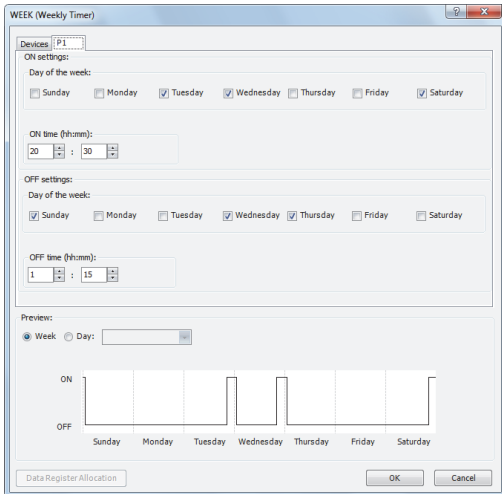 WEEK (Weekly Timer)
Devices P1
ON settings:
Day of the week:
Sunday Monday Tuesday Wednesday Thursday Friday Saturday
ON time (hh:mm):
20 : 30
OFF settings:
Day of the week:
Sunday Monday Tuesday Wednesday Thursday Friday Saturday
OFF time (hh:mm):
1 : 15
Preview:
Week Day:
ON
OFF
Sunday Monday Tuesday Wednesday Thursday Friday Saturday
Data Register Allocation OK Cancel